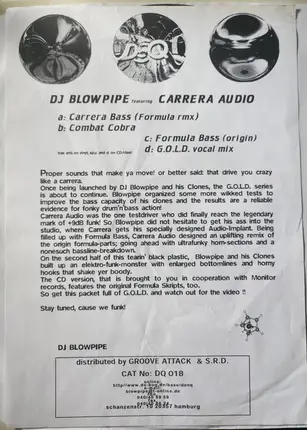 DSQ
DJ BLOWPIPE featuring CARRERA AUDIO
a: Carrera Bass (Formula rmx)
b: Combat Cobra
c: Formula Bass (origin)
d: G.O.L.D. vocal mix
Proper sounds that make ya move! or better said: that drive you crazy
like a carrera.
Once being launched by DJ Blowpipe and his Clones, the G.O.L.D. series
is about to continue. Blowpipe organized some more wikked tests to
improve the bass capacity of his clones and the results are a reliable
evidence for fonky drum'n'bass action!
Carrera Audio was the one testdriver who did finally reach the legendary
mark of +9dB funk! So, Blowpipe did not hesitate to get his ass into the
studio, where Carrera gets his specially designed Audio-Implant. Being
filled up with Formula Bass, Carrera Audio designed an uplifting remix of
the origin formula-parts; going ahead with ultrafunky horn-sections and a
nonesuch bassline-breakdown.
On the second half of this tearin' black plastic, Blowpipe and his Clones
built up an elektro-funk-monster with enlarged bottomlines and horny
hooks that shake yer boody.
The CD version, that is brought to you in cooperation with Monitor
records, features the original Formula Skripts, too.
So get this packet full of G.O.L.D. and watch out for the video !!
Stay tuned, cause we funk!
DJ BLOWPIPE
distributed by GROOVE ATTACK & S.R.D.
CAT No: DQ 018
online:
schanzenstr. 10 20357 hamburg